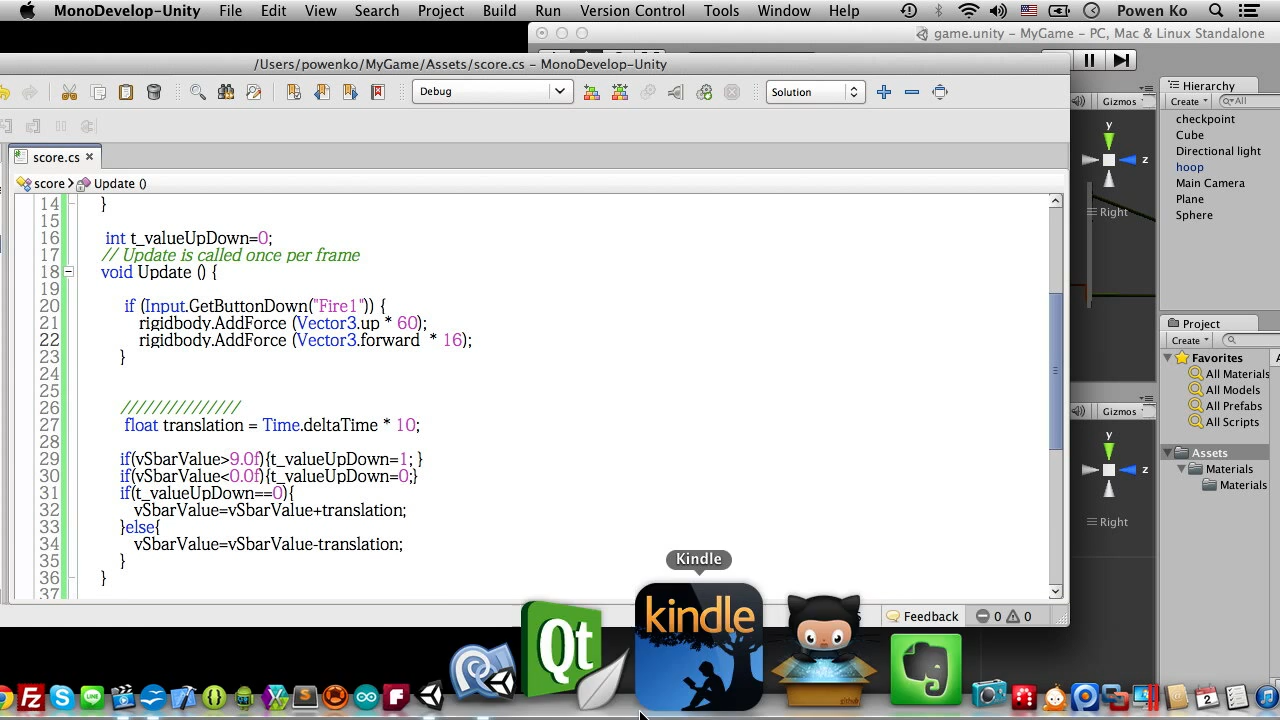 MonoDevelop-Unity File Edit View Search Project Build Run Version Control Tools Window Help Powen Ko
game.unity – MyGame – PC, Mac & Linux Standalone
/Users/powenko/MyGame/Assets/score.cs – MonoDevelop-Unity
Debug
Solution
score.cs
score
Update ()
14 }
15
16 int t_valueUpDown=0;
17 // Update is called once per frame
18 void Update () {
19
20 if (Input.GetButtonDown("Fire1")) {
21 rigidbody.AddForce (Vector3.up * 60);
22 rigidbody.AddForce (Vector3.forward * 16);
23 }
24
25
26 ///////////////
27 float translation = Time.deltaTime * 10;
28
29 if(vSbarValue>9.0f){t_valueUpDown=1; }
30 if(vSbarValue<0.0f){t_valueUpDown=0;}
31 if(t_valueUpDown==0){
32 vSbarValue=vSbarValue+translation;
33 }else{
34 vSbarValue=vSbarValue-translation;
35 }
36 }
37
Gizmos
y
z
Right
Gizmos
y
z
Right
Hierarchy
Create
All
checkpoint
Cube
Directional light
hoop
Main Camera
Plane
Sphere
Project
Create
Favorites
All Materials
All Models
All Prefabs
All Scripts
Assets
Materials
Materials
Feedback
0
0
Kindle
Qt
kindle
Fz
S
LINE
F
2